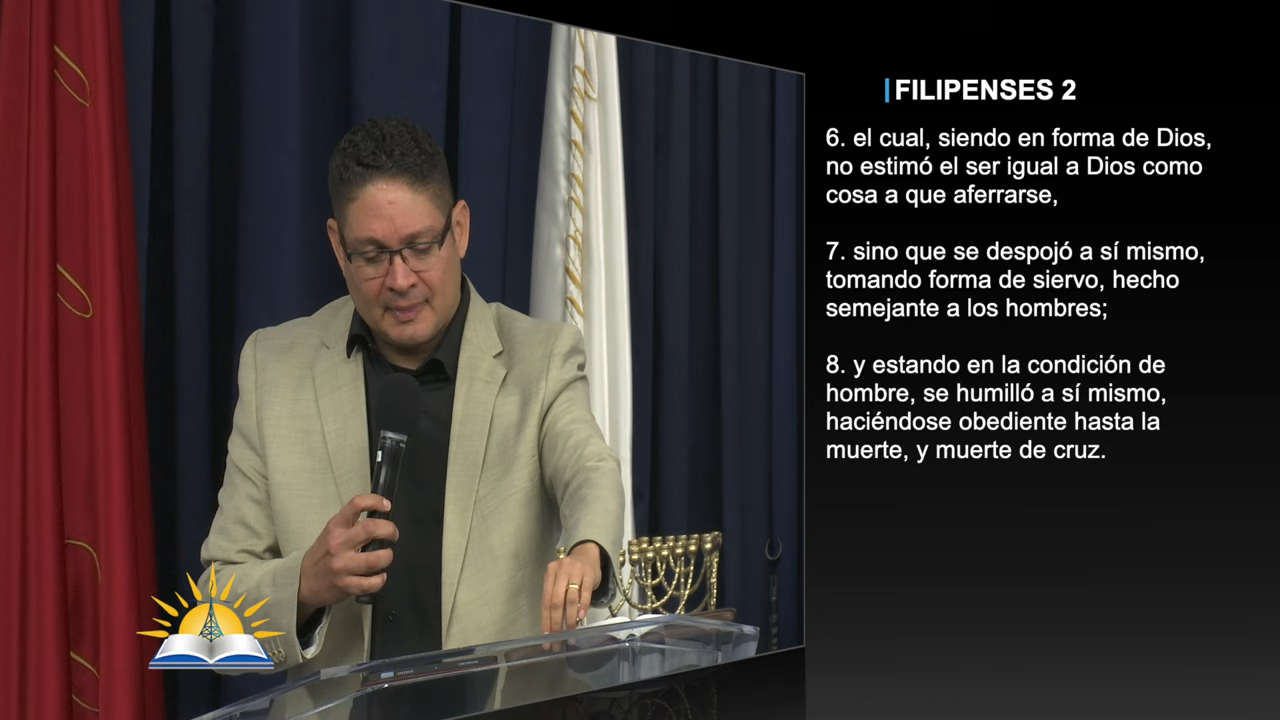 FILIPENSES 2
6. el cual, siendo en forma de Dios,
no estimó el ser igual a Dios como
cosa a que aferrarse,
7. sino que se despojó a sí mismo,
tomando forma de siervo, hecho
semejante a los hombres;
8. y estando en la condición de
hombre, se humilló a sí mismo,
haciéndose obediente hasta la
muerte, y muerte de cruz.